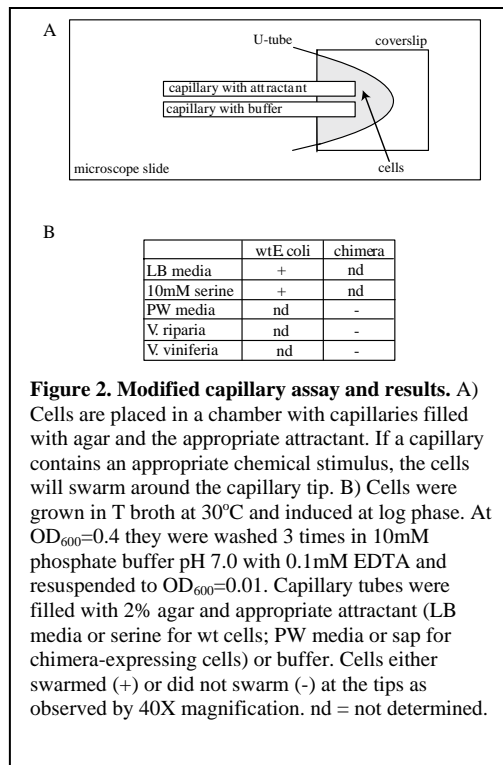 A
U-tube
coverslip
capillary with attractant
capillary with buffer
cells
microscope slide
B
wtE coli chimera
LB media + nd
10mM serine + nd
PW media nd -
V. riparia nd -
V. viniferia nd -
Figure 2. Modified capillary assay and results. A)
Cells are placed in a chamber with capillaries filled
with agar and the appropriate attractant. If a capillary
contains an appropriate chemical stimulus, the cells
will swarm around the capillary tip. B) Cells were
grown in T broth at 30°C and induced at log phase. At
OD600=0.4 they were washed 3 times in 10mM
phosphate buffer pH 7.0 with 0.1mM EDTA and
resuspended to OD600=0.01. Capillary tubes were
filled with 2% agar and appropriate attractant (LB
media or serine for wt cells; PW media or sap for
chimera-expressing cells) or buffer. Cells either
swarmed (+) or did not swarm (-) at the tips as
observed by 40X magnification. nd = not determined.